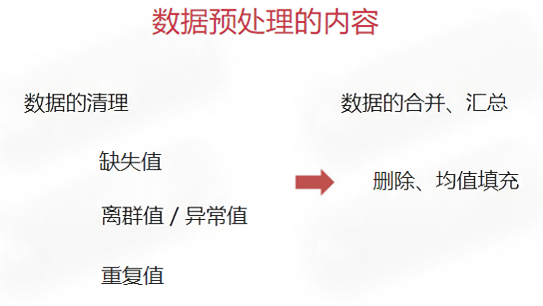 数据预处理的内容
数据的清理
数据的合并、汇总
缺失值
删除、均值填充
离群值 / 异常值
重复值